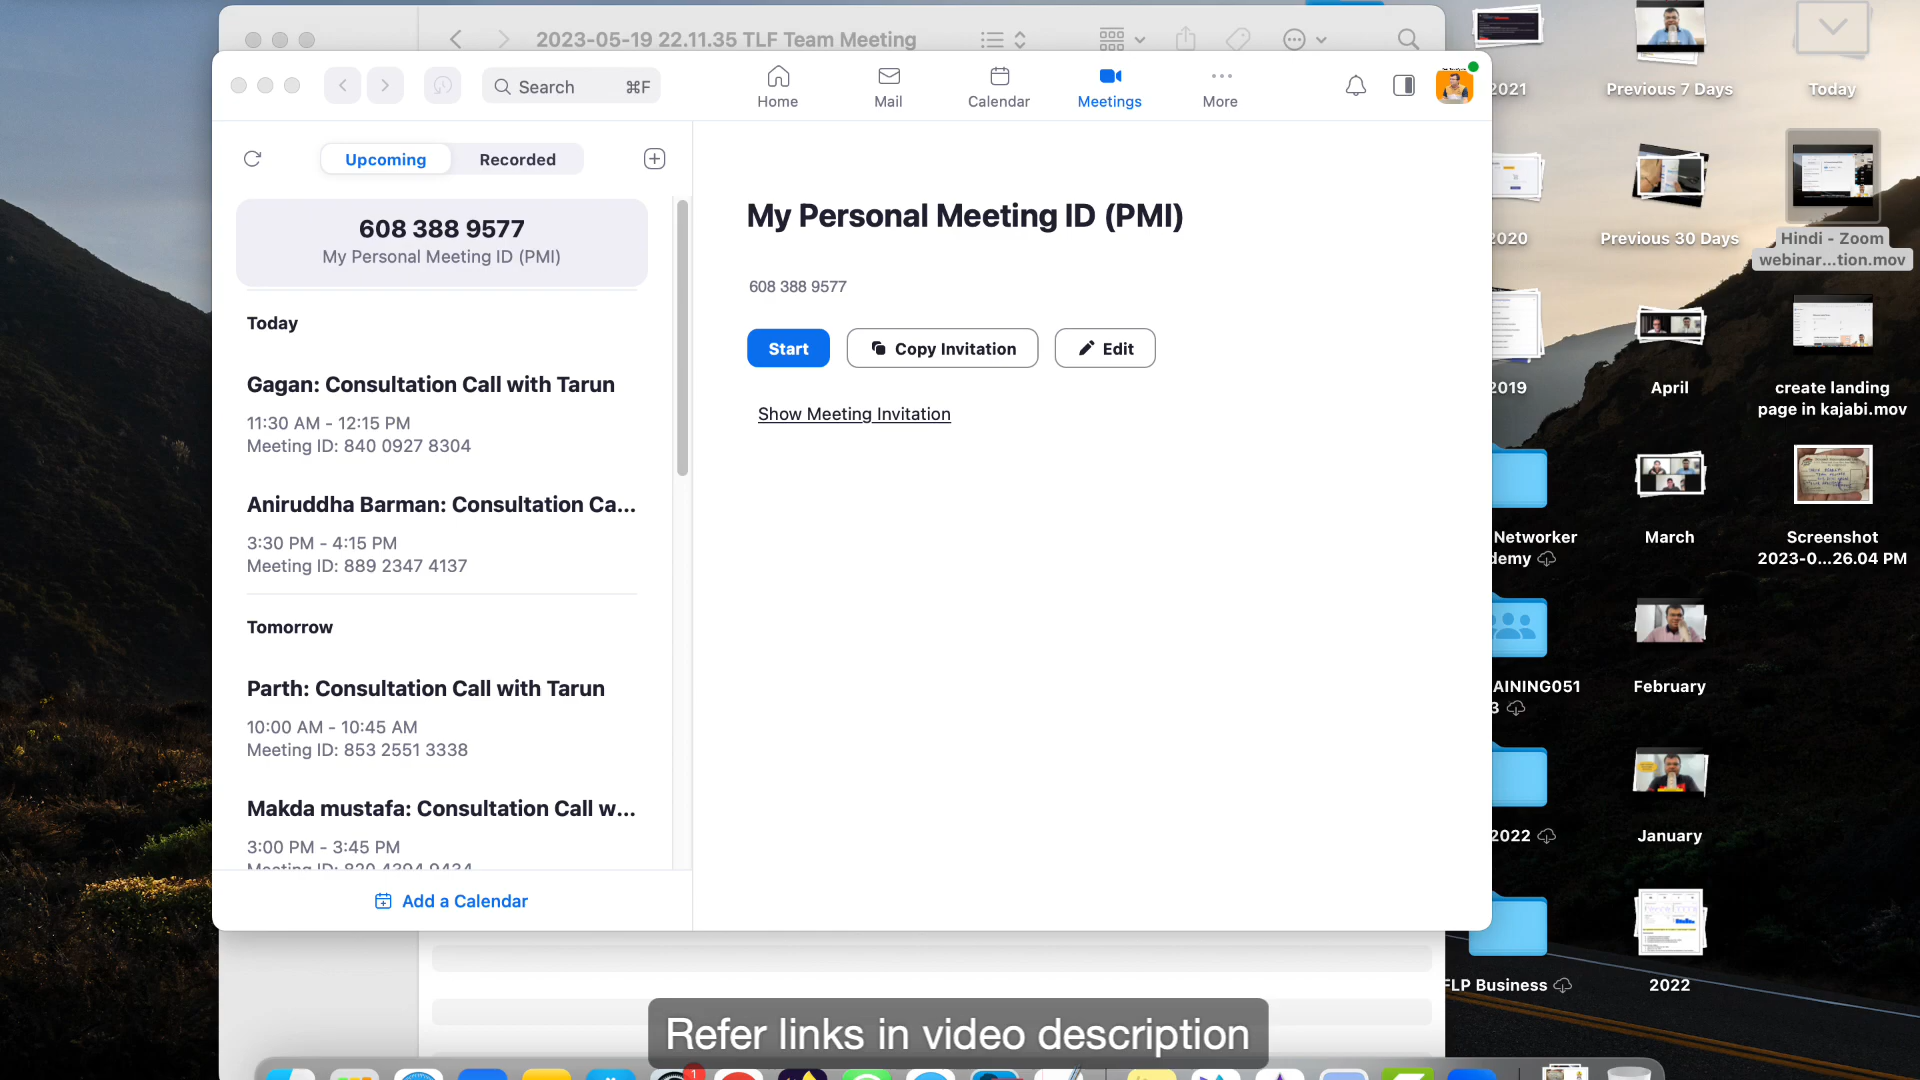 2023-05-19 22.11.35 TLF Team Meeting
Search ⌘F
Home
Mail
Calendar
Meetings
More
Upcoming
Recorded
608 388 9577
My Personal Meeting ID (PMI)
Today
Gagan: Consultation Call with Tarun
11:30 AM - 12:15 PM
Meeting ID: 840 0927 8304
Aniruddha Barman: Consultation Ca...
3:30 PM - 4:15 PM
Meeting ID: 889 2347 4137
Tomorrow
Parth: Consultation Call with Tarun
10:00 AM - 10:45 AM
Meeting ID: 853 2551 3338
Makda mustafa: Consultation Call w...
3:00 PM - 3:45 PM
Meeting ID: 820 4394 9434
Add a Calendar
My Personal Meeting ID (PMI)
608 388 9577
Start
Copy Invitation
Edit
Show Meeting Invitation
2021
Previous 7 Days
Today
2020
Previous 30 Days
Hindi - Zoom
webinar...tion.mov
2019
April
create landing
page in kajabi.mov
Networker
demy
March
Screenshot
2023-0...26.04 PM
AINING051
3
February
2022
January
FLP Business
2022
Refer links in video description
1